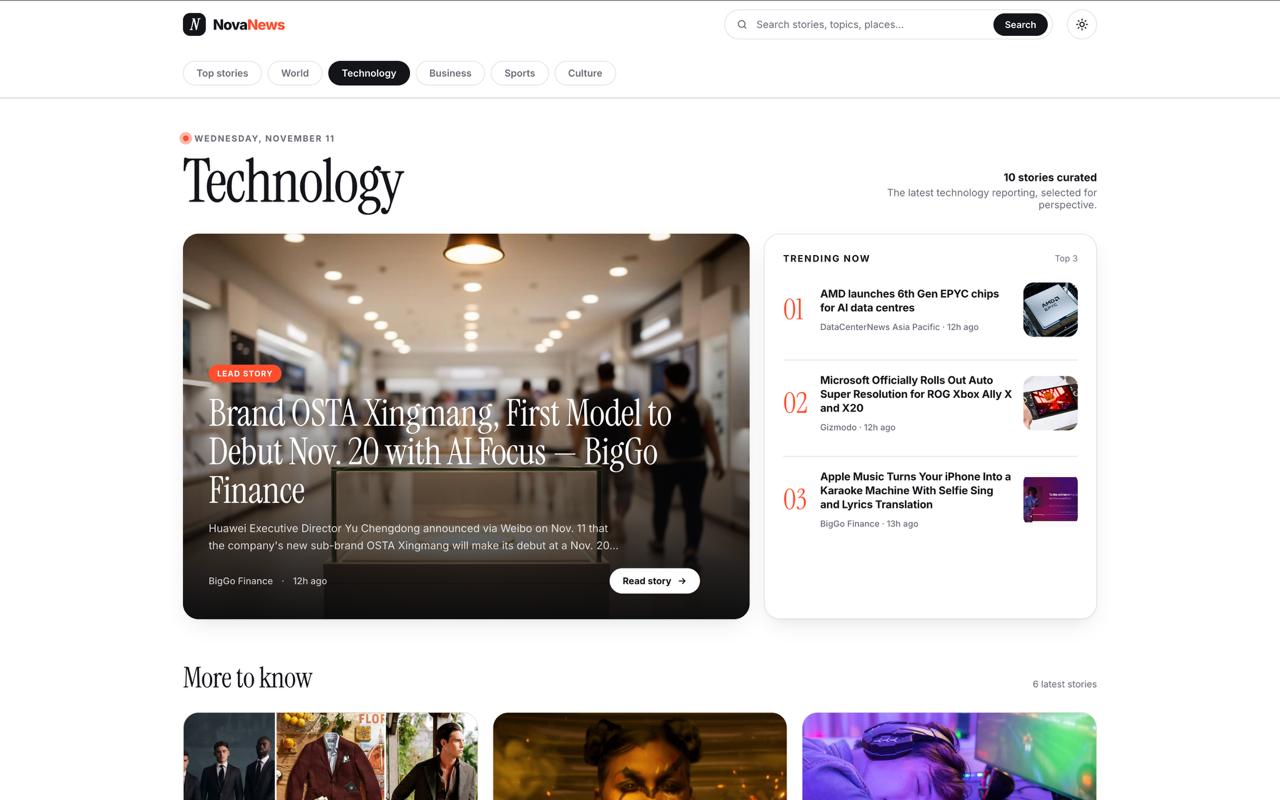 N NovaNews
Search stories, topics, places...
Search
Top stories
World
Technology
Business
Sports
Culture
WEDNESDAY, NOVEMBER 11
Technology
10 stories curated
The latest technology reporting, selected for
perspective.
LEAD STORY
Brand OSTA Xingmang, First Model to
Debut Nov. 20 with AI Focus — BigGo
Finance
Huawei Executive Director Yu Chengdong announced via Weibo on Nov. 11 that
the company's new sub-brand OSTA Xingmang will make its debut at a Nov. 20...
BigGo Finance · 12h ago
Read story →
TRENDING NOW
Top 3
01
AMD launches 6th Gen EPYC chips
for AI data centres
DataCenterNews Asia Pacific · 12h ago
AMD
EPYC
02
Microsoft Officially Rolls Out Auto
Super Resolution for ROG Xbox Ally X
and X20
Gizmodo · 12h ago
03
Apple Music Turns Your iPhone Into a
Karaoke Machine With Selfie Sing
and Lyrics Translation
BigGo Finance · 13h ago
More to know
6 latest stories
FLOR